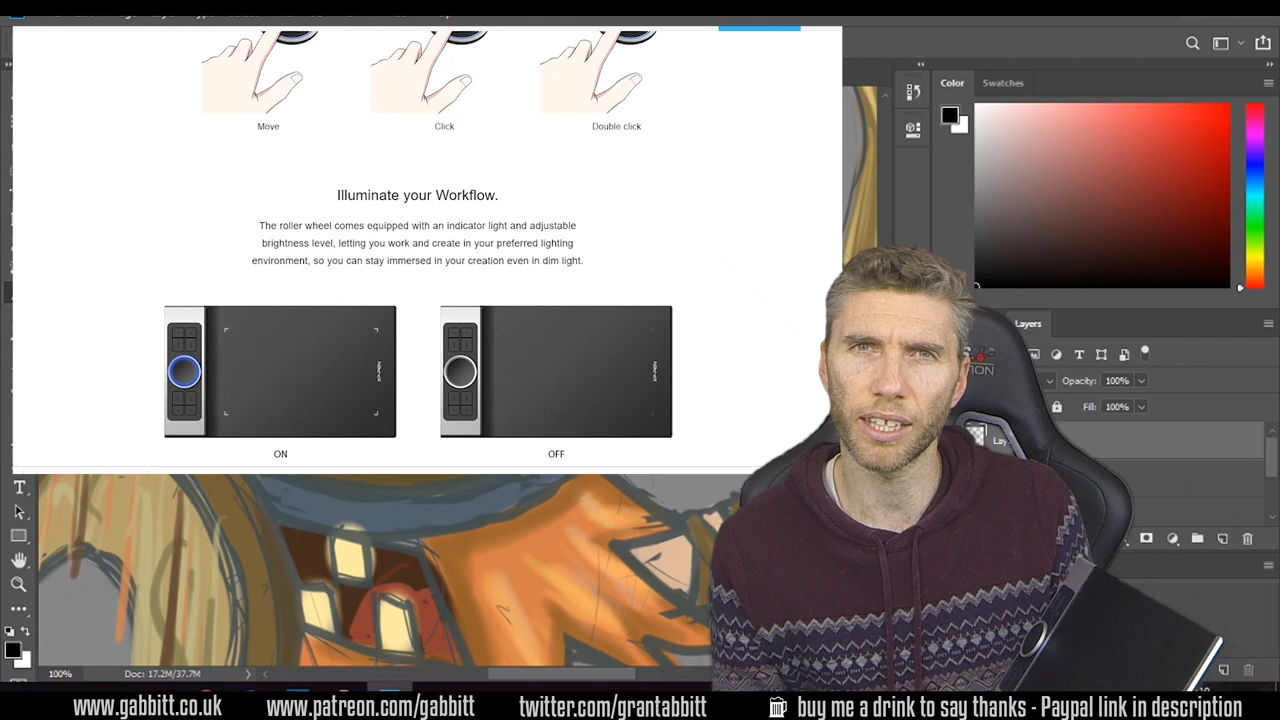 Color
Swatches
Move
Click
Double click
Illuminate your Workflow.
The roller wheel comes equipped with an indicator light and adjustable
brightness level, letting you work and create in your preferred lighting
environment, so you can stay immersed in your creation even in dim light.
ON
OFF
Layers
Opacity: 100%
Fill: 100%
Lay
100%
Doc: 17.2M/37.7M
www.gabbitt.co.uk
www.patreon.com/gabbitt
twitter.com/grantabbitt
buy me a drink to say thanks - Paypal link in description